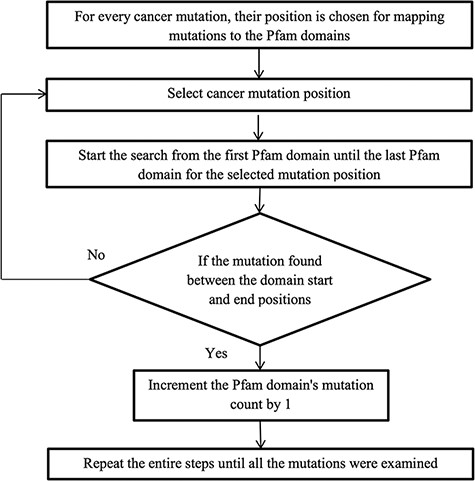 For every cancer mutation, their position is chosen for mapping
mutations to the Pfam domains
Select cancer mutation position
Start the search from the first Pfam domain until the last Pfam
domain for the selected mutation position
No
If the mutation found
between the domain start
and end positions
Yes
Increment the Pfam domain's mutation
count by 1
Repeat the entire steps until all the mutations were examined